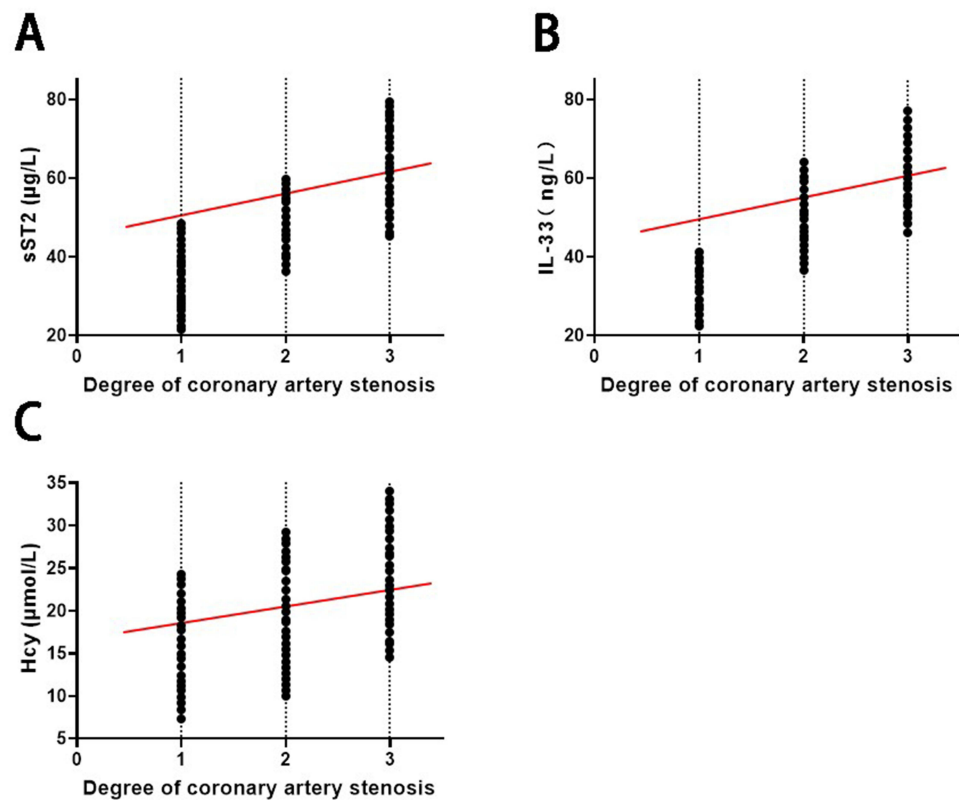 A
80
60
40
20
sST2 (µg/L)
0 1 2 3
Degree of coronary artery stenosis
B
80
60
40
20
IL-33（ng/L）
0 1 2 3
Degree of coronary artery stenosis
C
35
30
25
20
15
10
5
Hcy (µmol/L)
0 1 2 3
Degree of coronary artery stenosis